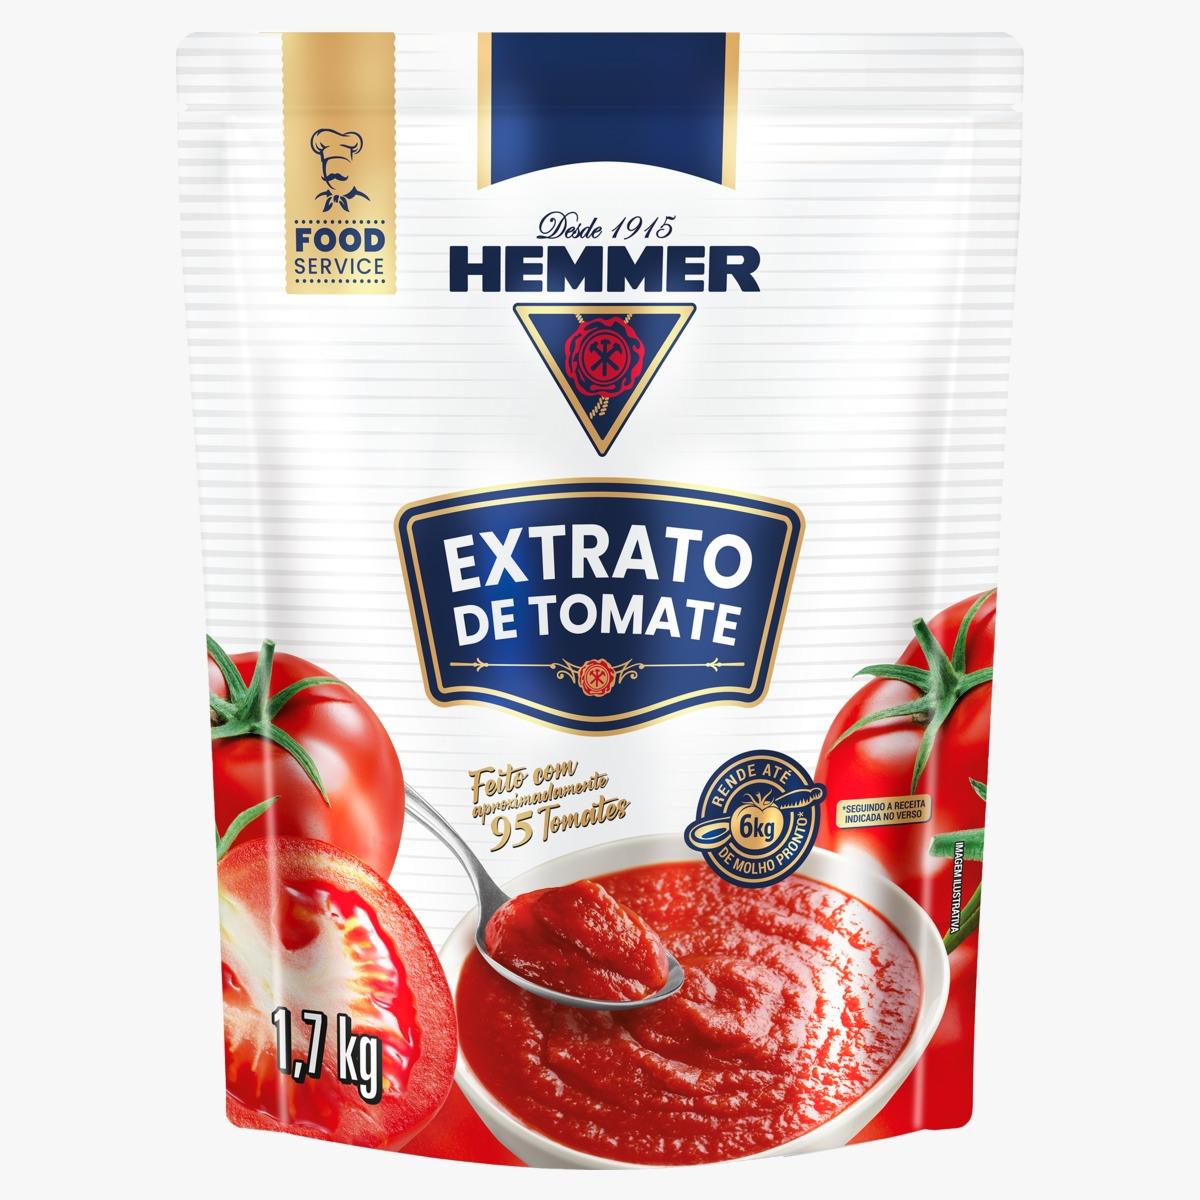 FOOD
SERVICE
Desde 1915
HEMMER
EXTRATO
DE TOMATE
Feito com
aproximadamente
95 Tomates
RENDE ATÉ
6kg
DE MOLHO PRONTO*
*SEGUINDO A RECEITA
INDICADA NO VERSO
IMAGEM ILUSTRATIVA
1,7 kg